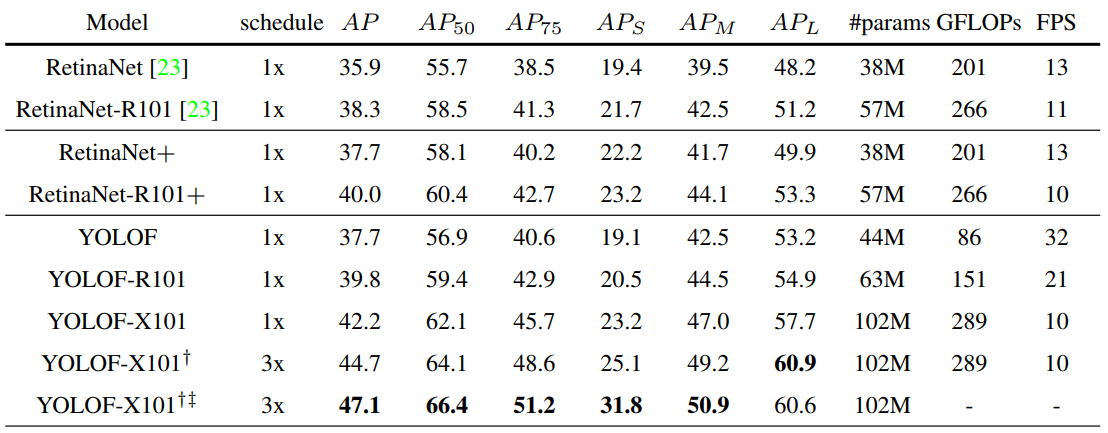 Model schedule AP AP50 AP75 APS APM APL #params GFLOPs FPS
RetinaNet [23] 1x 35.9 55.7 38.5 19.4 39.5 48.2 38M 201 13
RetinaNet-R101 [23] 1x 38.3 58.5 41.3 21.7 42.5 51.2 57M 266 11
RetinaNet+ 1x 37.7 58.1 40.2 22.2 41.7 49.9 38M 201 13
RetinaNet-R101+ 1x 40.0 60.4 42.7 23.2 44.1 53.3 57M 266 10
YOLOF 1x 37.7 56.9 40.6 19.1 42.5 53.2 44M 86 32
YOLOF-R101 1x 39.8 59.4 42.9 20.5 44.5 54.9 63M 151 21
YOLOF-X101 1x 42.2 62.1 45.7 23.2 47.0 57.7 102M 289 10
YOLOF-X101† 3x 44.7 64.1 48.6 25.1 49.2 60.9 102M 289 10
YOLOF-X101†‡ 3x 47.1 66.4 51.2 31.8 50.9 60.6 102M - -